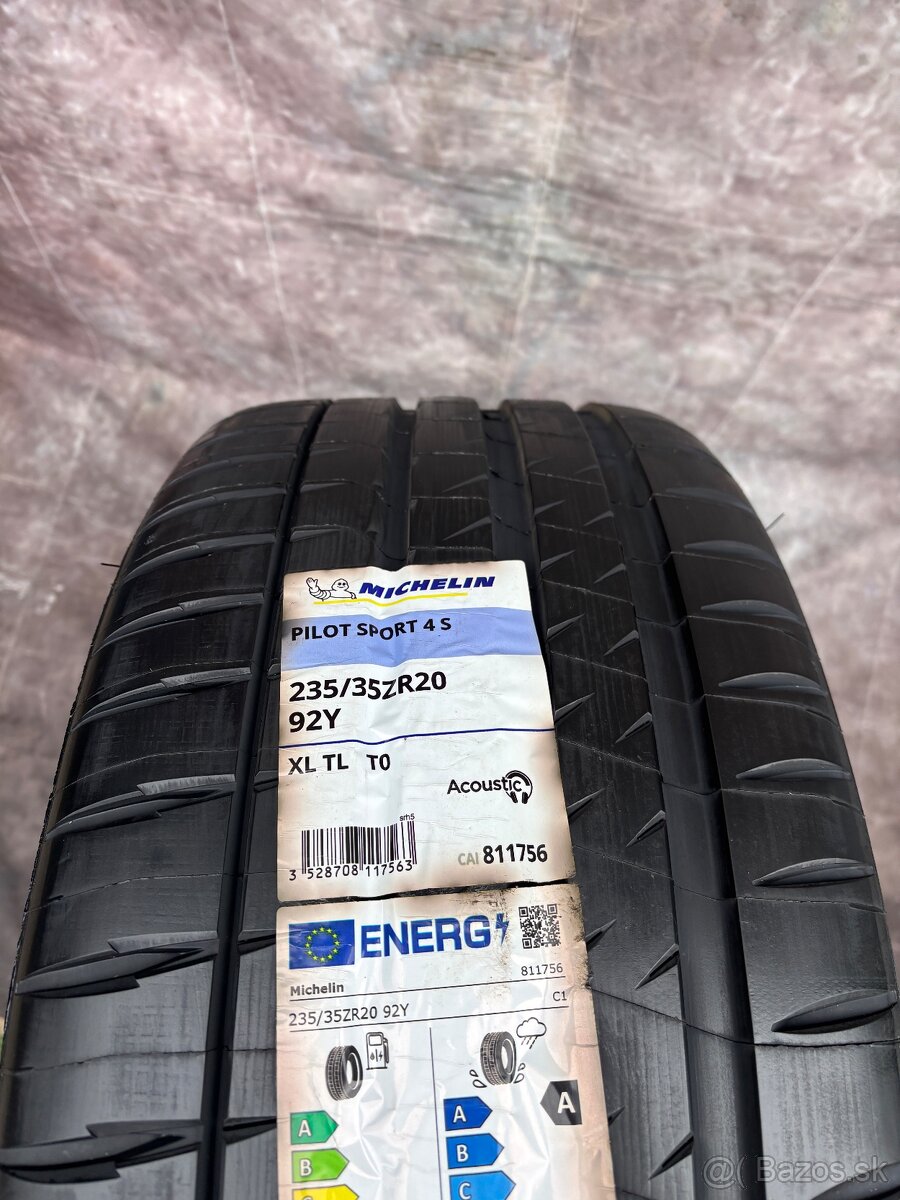 MICHELIN
PILOT SPORT 4 S
235/35ZR20
92Y
XL TL T0
Acoustic
srh5
3 528708 117563
CAI 811756
ENERG
811756
Michelin
235/35ZR20 92Y
C1
A
A
B
A
B
C
@ Bazos.sk